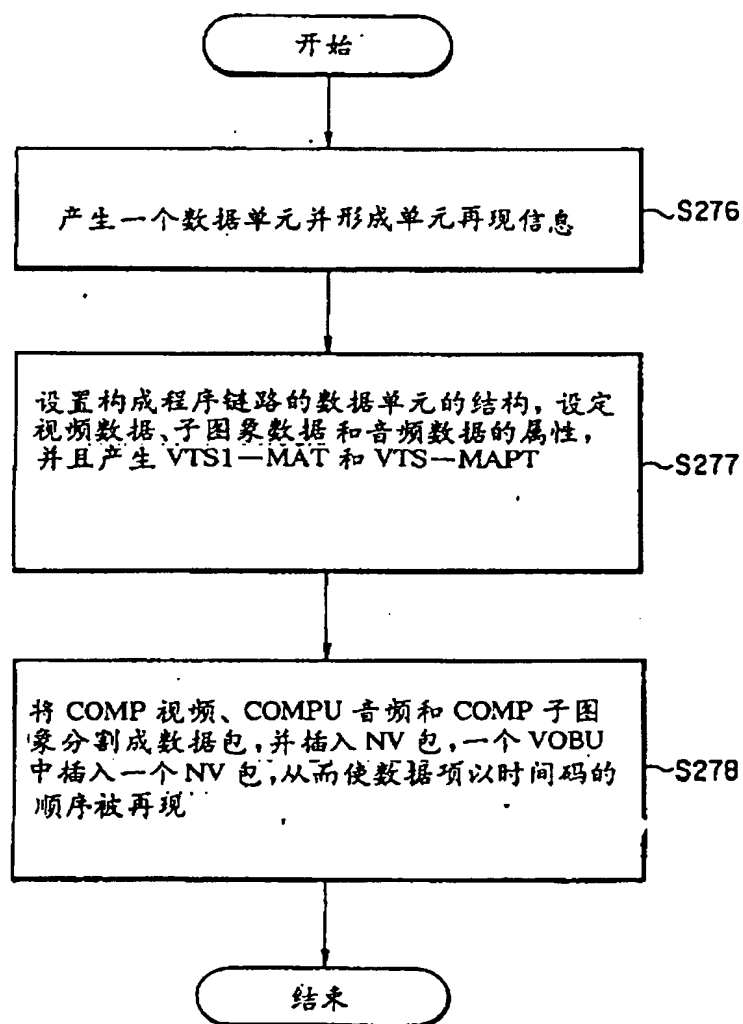 开始
产生一个数据单元并形成单元再现信息
S276
设置构成程序链路的数据单元的结构，设定
视频数据、子图象数据和音频数据的属性，
并且产生 VTS1—MAT 和 VTS—MAPT
S277
将 COMP 视频、COMPU 音频和 COMP 子图
象分割成数据包，并插入 NV 包，一个 VOBU
中插入一个 NV 包，从而使数据项以时间码的
顺序被再现
S278
结束